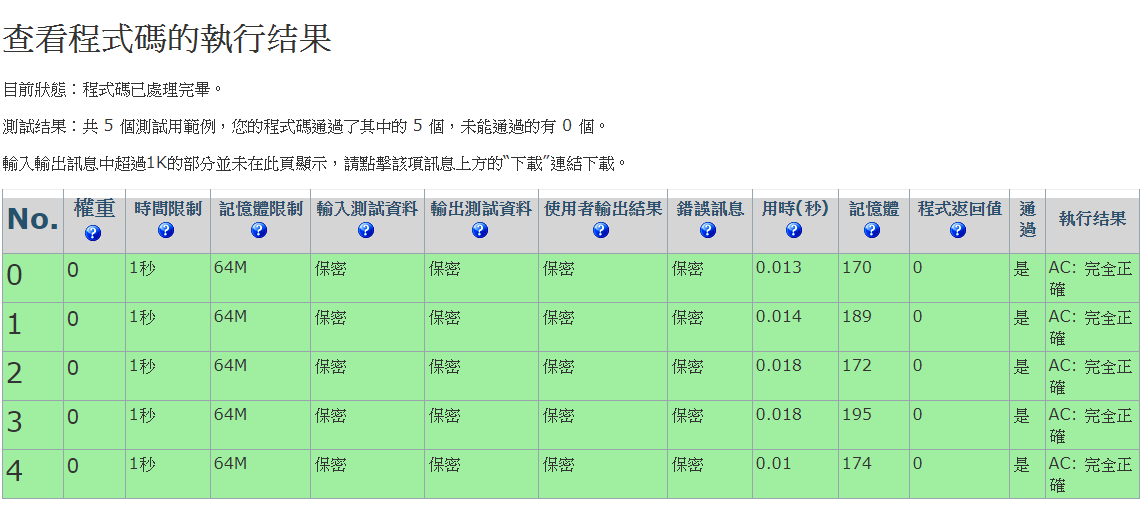 查看程式碼的執行结果
目前狀態：程式碼已處理完畢。
測試结果：共 5 個測試用範例，您的程式碼通過了其中的 5 個，未能通過的有 0 個。
輸入輸出訊息中超過1K的部分並未在此頁顯示，請點擊該項訊息上方的“下載”連結下載。
No. 權重 ? 時間限制 ? 記憶體限制 ? 輸入測試資料 ? 輸出測試資料 ? 使用者輸出結果 ? 錯誤訊息 ? 用時(秒) ? 記憶體 ? 程式返回值 ? 通過 執行结果
0 0 1秒 64M 保密 保密 保密 保密 0.013 170 0 是 AC: 完全正確
1 0 1秒 64M 保密 保密 保密 保密 0.014 189 0 是 AC: 完全正確
2 0 1秒 64M 保密 保密 保密 保密 0.018 172 0 是 AC: 完全正確
3 0 1秒 64M 保密 保密 保密 保密 0.018 195 0 是 AC: 完全正確
4 0 1秒 64M 保密 保密 保密 保密 0.01 174 0 是 AC: 完全正確